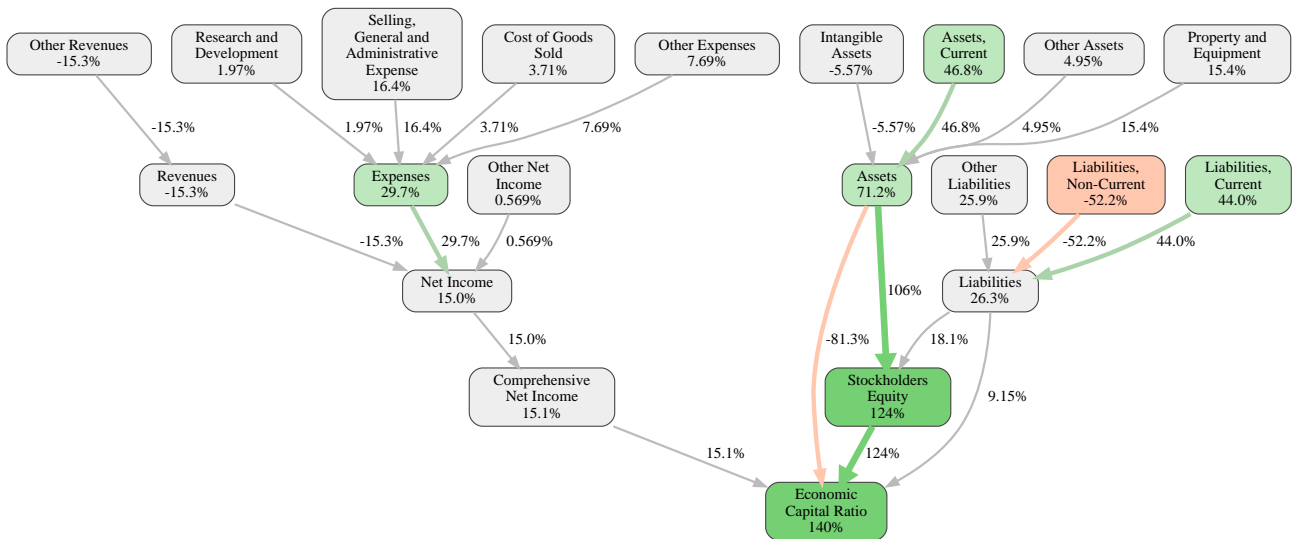 Other Revenues
-15.3%
Research and
Development
1.97%
Selling,
General and
Administrative
Expense
16.4%
Cost of Goods
Sold
3.71%
Other Expenses
7.69%
Intangible
Assets
-5.57%
Assets,
Current
46.8%
Other Assets
4.95%
Property and
Equipment
15.4%
-15.3%
1.97%
16.4%
3.71%
7.69%
-5.57%
46.8%
4.95%
15.4%
Revenues
-15.3%
Expenses
29.7%
Other Net
Income
0.569%
Assets
71.2%
Other
Liabilities
25.9%
Liabilities,
Non-Current
-52.2%
Liabilities,
Current
44.0%
-15.3%
29.7%
0.569%
25.9%
-52.2%
44.0%
Net Income
15.0%
106%
Liabilities
26.3%
15.0%
-81.3%
18.1%
Comprehensive
Net Income
15.1%
Stockholders
Equity
124%
9.15%
15.1%
124%
Economic
Capital Ratio
140%